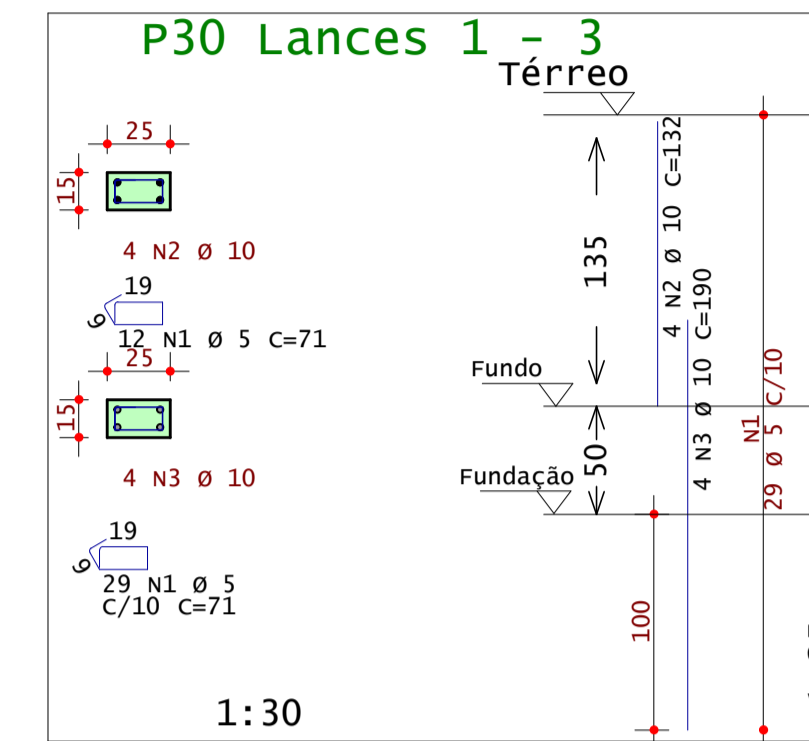 P30 Lances 1 - 3
Térreo
25
15
4 N2 Ø 10
19
9
12 N1 Ø 5 C=71
25
15
4 N3 Ø 10
19
9
29 N1 Ø 5
C/10 C=71
1:30
135
4 N2 Ø 10 C=132
4 N3 Ø 10 C=190
Fundo
50
Fundação
N1
29 Ø 5 C/10
100